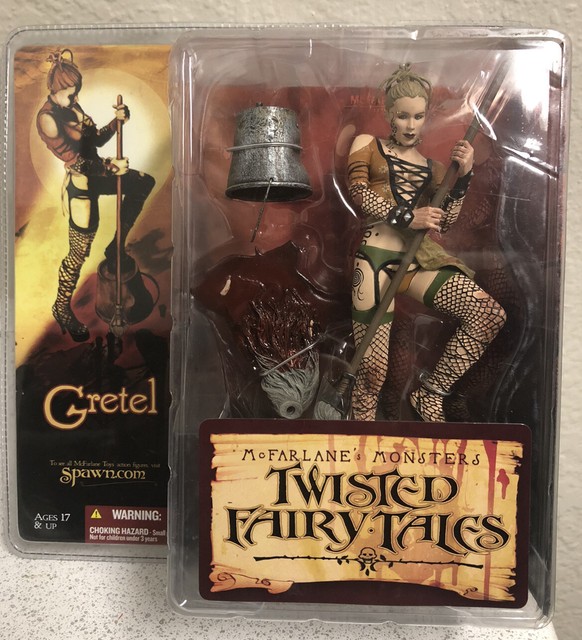 Gretel
To see all McFarlane Toys action figures, visit
Spawn.com
AGES 17
& UP
WARNING:
CHOKING HAZARD - Small
Not for children under 3 years
McFARLANE'S MONSTERS
TWISTED
FAIRY TALES